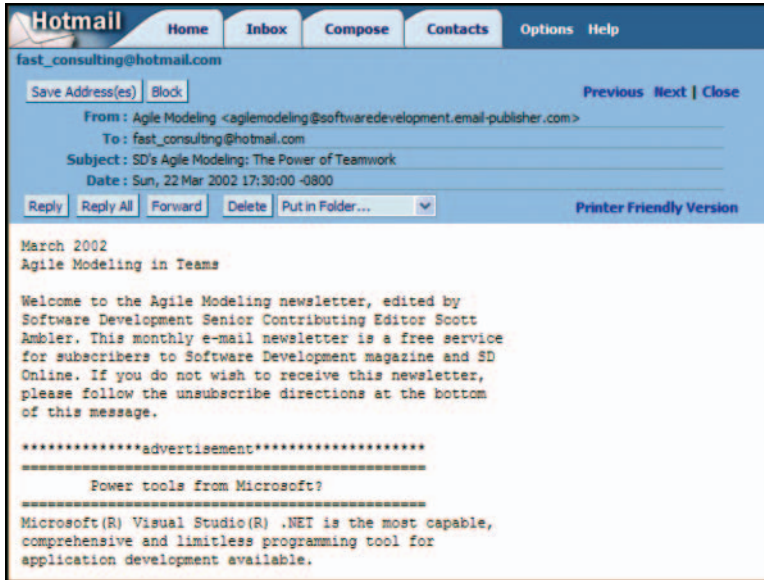 Hotmail Home Inbox Compose Contacts Options Help
fast_consulting@hotmail.com
Save Address(es) Block Previous Next | Close
From : Agile Modeling <agilemodeling@softwaredevelopment.email-publisher.com>
To : fast_consulting@hotmail.com
Subject : SD's Agile Modeling: The Power of Teamwork
Date : Sun, 22 Mar 2002 17:30:00 -0800
Reply Reply All Forward Delete Put in Folder... Printer Friendly Version
March 2002
Agile Modeling in Teams
Welcome to the Agile Modeling newsletter, edited by
Software Development Senior Contributing Editor Scott
Ambler. This monthly e-mail newsletter is a free service
for subscribers to Software Development magazine and SD
Online. If you do not wish to receive this newsletter,
please follow the unsubscribe directions at the bottom
of this message.
**************advertisement********************
===============================================
Power tools from Microsoft?
===============================================
Microsoft(R) Visual Studio(R) .NET is the most capable,
comprehensive and limitless programming tool for
application development available.